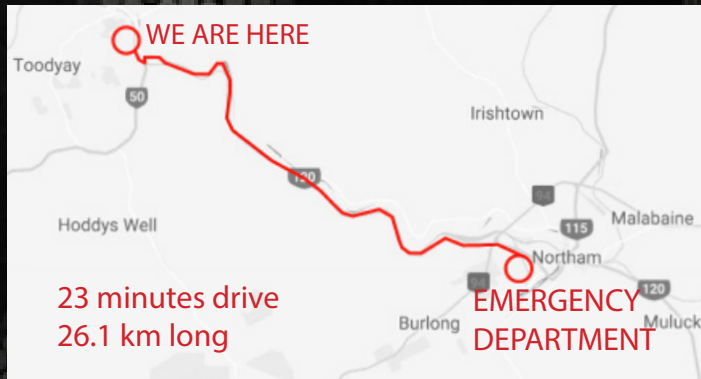 WE ARE HERE
Toodyay
50
Irishtown
120
94
Malabaine
115
Hoddys Well
Northam
94
120
23 minutes drive
26.1 km long
EMERGENCY
DEPARTMENT
Burlong
Muluck